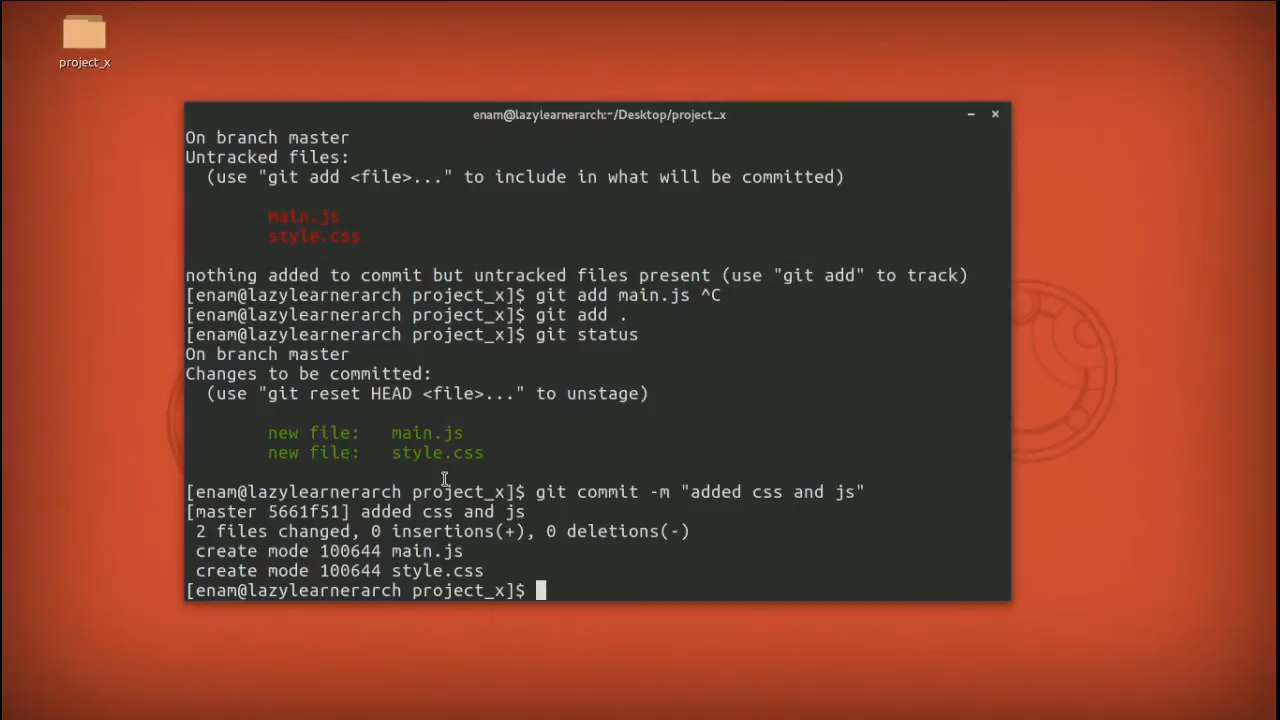 project_x
enam@lazylearnerarch:~/Desktop/project_x
On branch master
Untracked files:
(use "git add <file>..." to include in what will be committed)
main.js
style.css
nothing added to commit but untracked files present (use "git add" to track)
[enam@lazylearnerarch project_x]$ git add main.js ^C
[enam@lazylearnerarch project_x]$ git add .
[enam@lazylearnerarch project_x]$ git status
On branch master
Changes to be committed:
(use "git reset HEAD <file>..." to unstage)
new file:   main.js
new file:   style.css
[enam@lazylearnerarch project_x]$ git commit -m "added css and js"
[master 5661f51] added css and js
2 files changed, 0 insertions(+), 0 deletions(-)
create mode 100644 main.js
create mode 100644 style.css
[enam@lazylearnerarch project_x]$